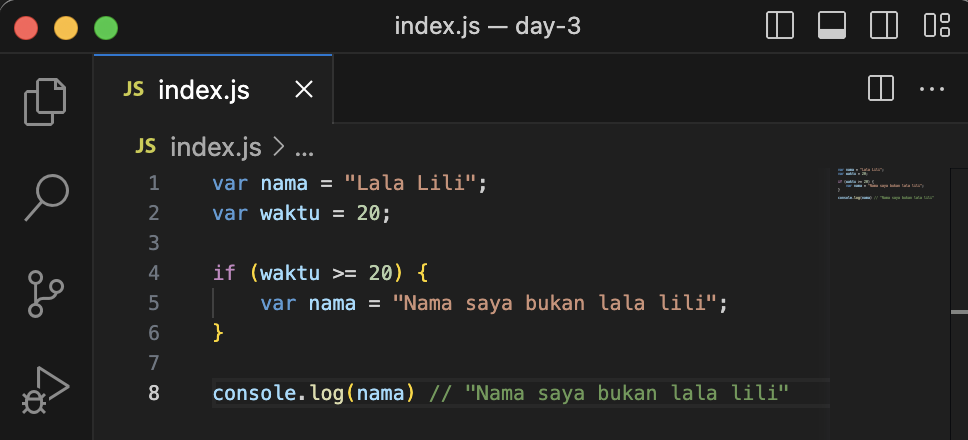 index.js — day-3
JS index.js
JS index.js > ...
1 var nama = "Lala Lili";
2 var waktu = 20;
3
4 if (waktu >= 20) {
5 var nama = "Nama saya bukan lala lili";
6 }
7
8 console.log(nama) // "Nama saya bukan lala lili"